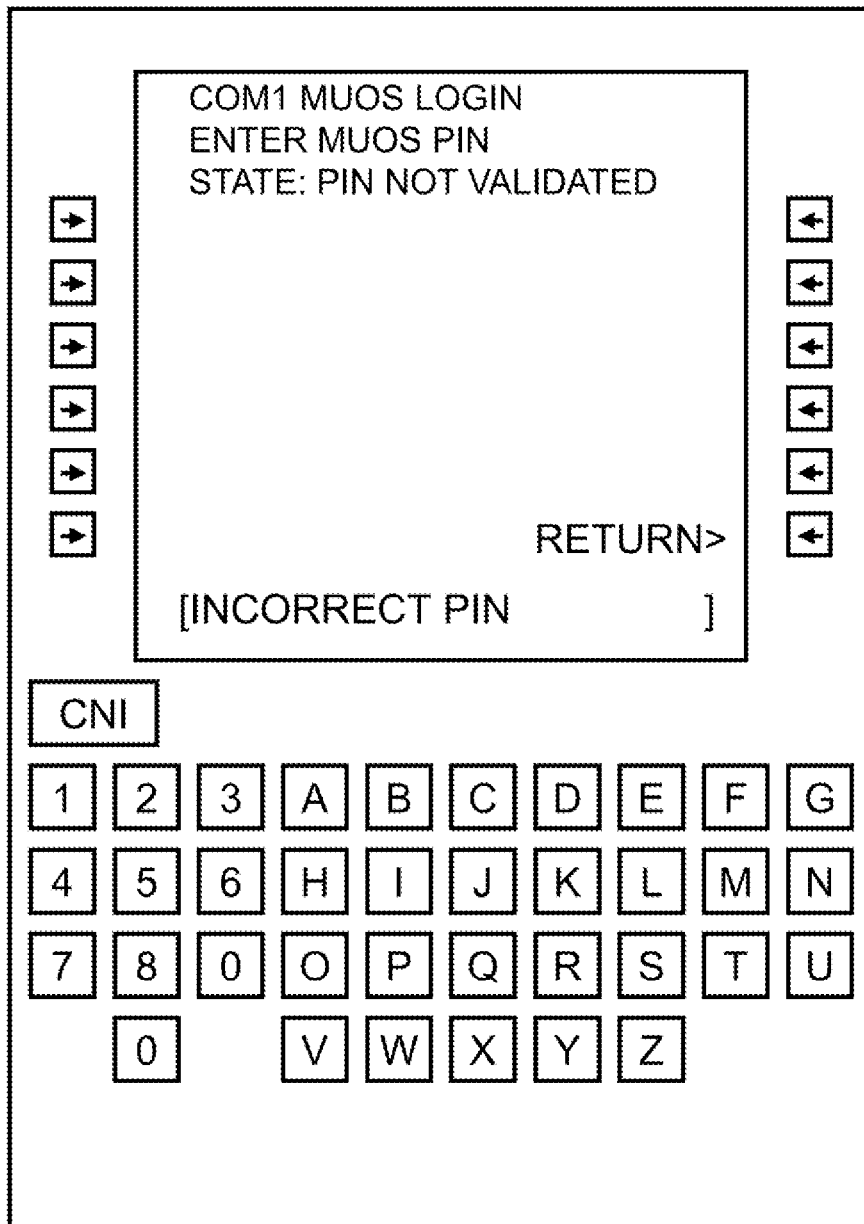 COM1 MUOS LOGIN
ENTER MUOS PIN
STATE: PIN NOT VALIDATED
RETURN>
[INCORRECT PIN ]
CNI
1 2 3 A B C D E F G
4 5 6 H I J K L M N
7 8 0 O P Q R S T U
0 V W X Y Z